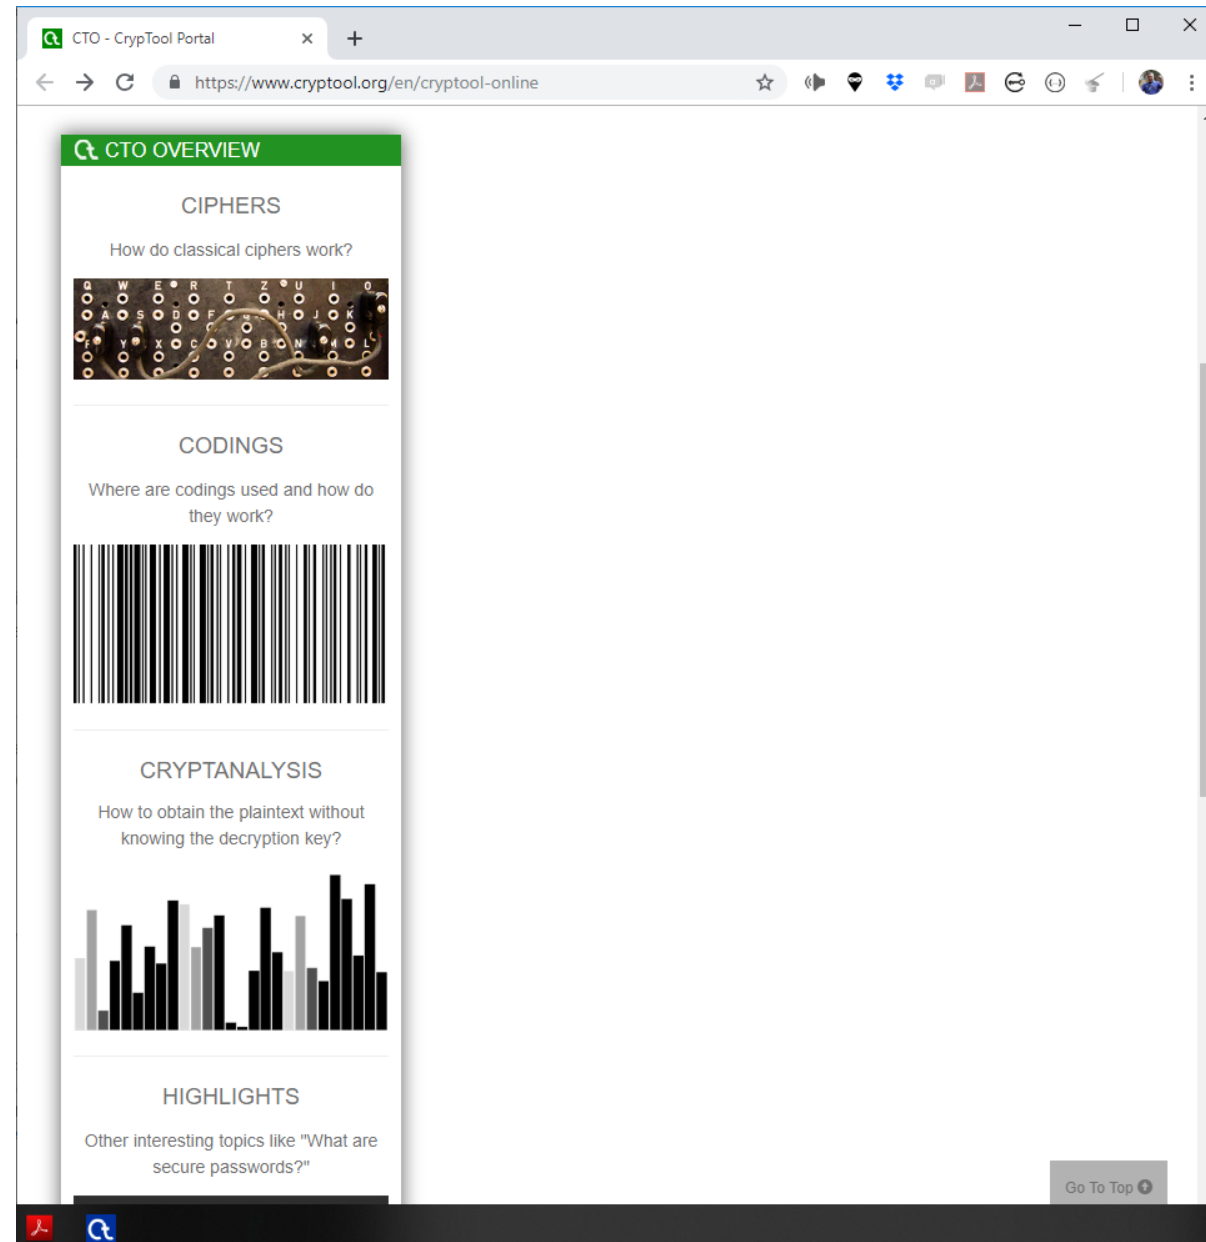 CTO - CrypTool Portal
https://www.cryptool.org/en/cryptool-online
CTO OVERVIEW
CIPHERS
How do classical ciphers work?
Q W E R T Z U I O
A S D F G H J K
P Y X C V B N M L
CODINGS
Where are codings used and how do
they work?
CRYPTANALYSIS
How to obtain the plaintext without
knowing the decryption key?
HIGHLIGHTS
Other interesting topics like "What are
secure passwords?"
Go To Top